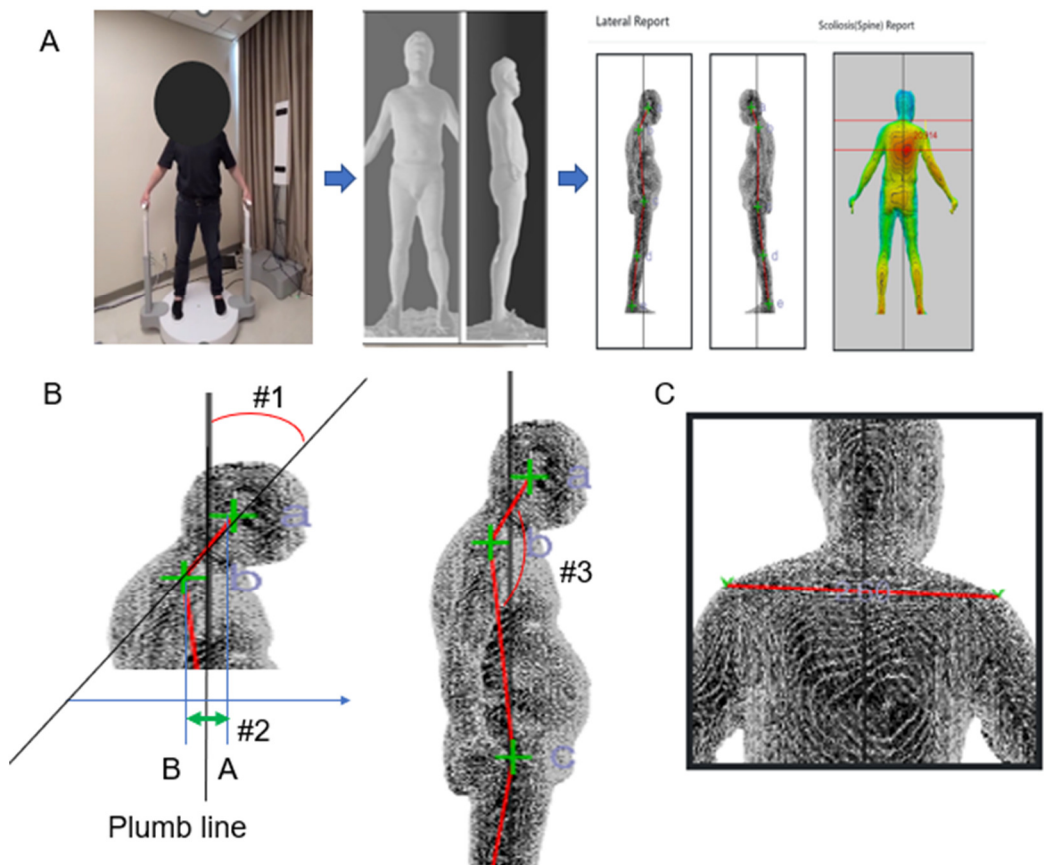 A
Lateral Report
Scoliosis(Spine) Report
d
d
e
B
#1
a
b
#2
B
A
Plumb line
a
b
#3
c
C